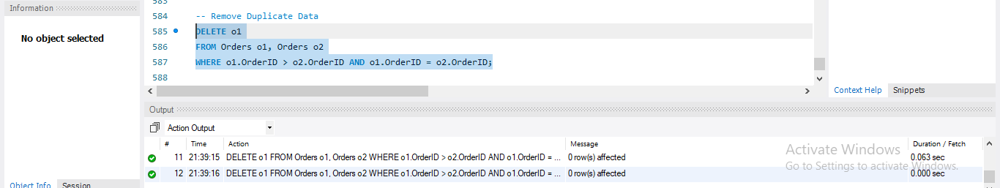 Information
No object selected
583
584 -- Remove Duplicate Data
585 DELETE o1
586 FROM Orders o1, Orders o2
587 WHERE o1.OrderID > o2.OrderID AND o1.OrderID = o2.OrderID;
588
Context Help Snippets
Output
Action Output
# Time Action Message Duration / Fetch
11 21:39:15 DELETE o1 FROM Orders o1, Orders o2 WHERE o1.OrderID > o2.OrderID AND o1.OrderID = ... 0 row(s) affected 0.063 sec
12 21:39:16 DELETE o1 FROM Orders o1, Orders o2 WHERE o1.OrderID > o2.OrderID AND o1.OrderID = ... 0 row(s) affected 0.000 sec
Activate Windows
Go to Settings to activate Windows.
Object Info Session